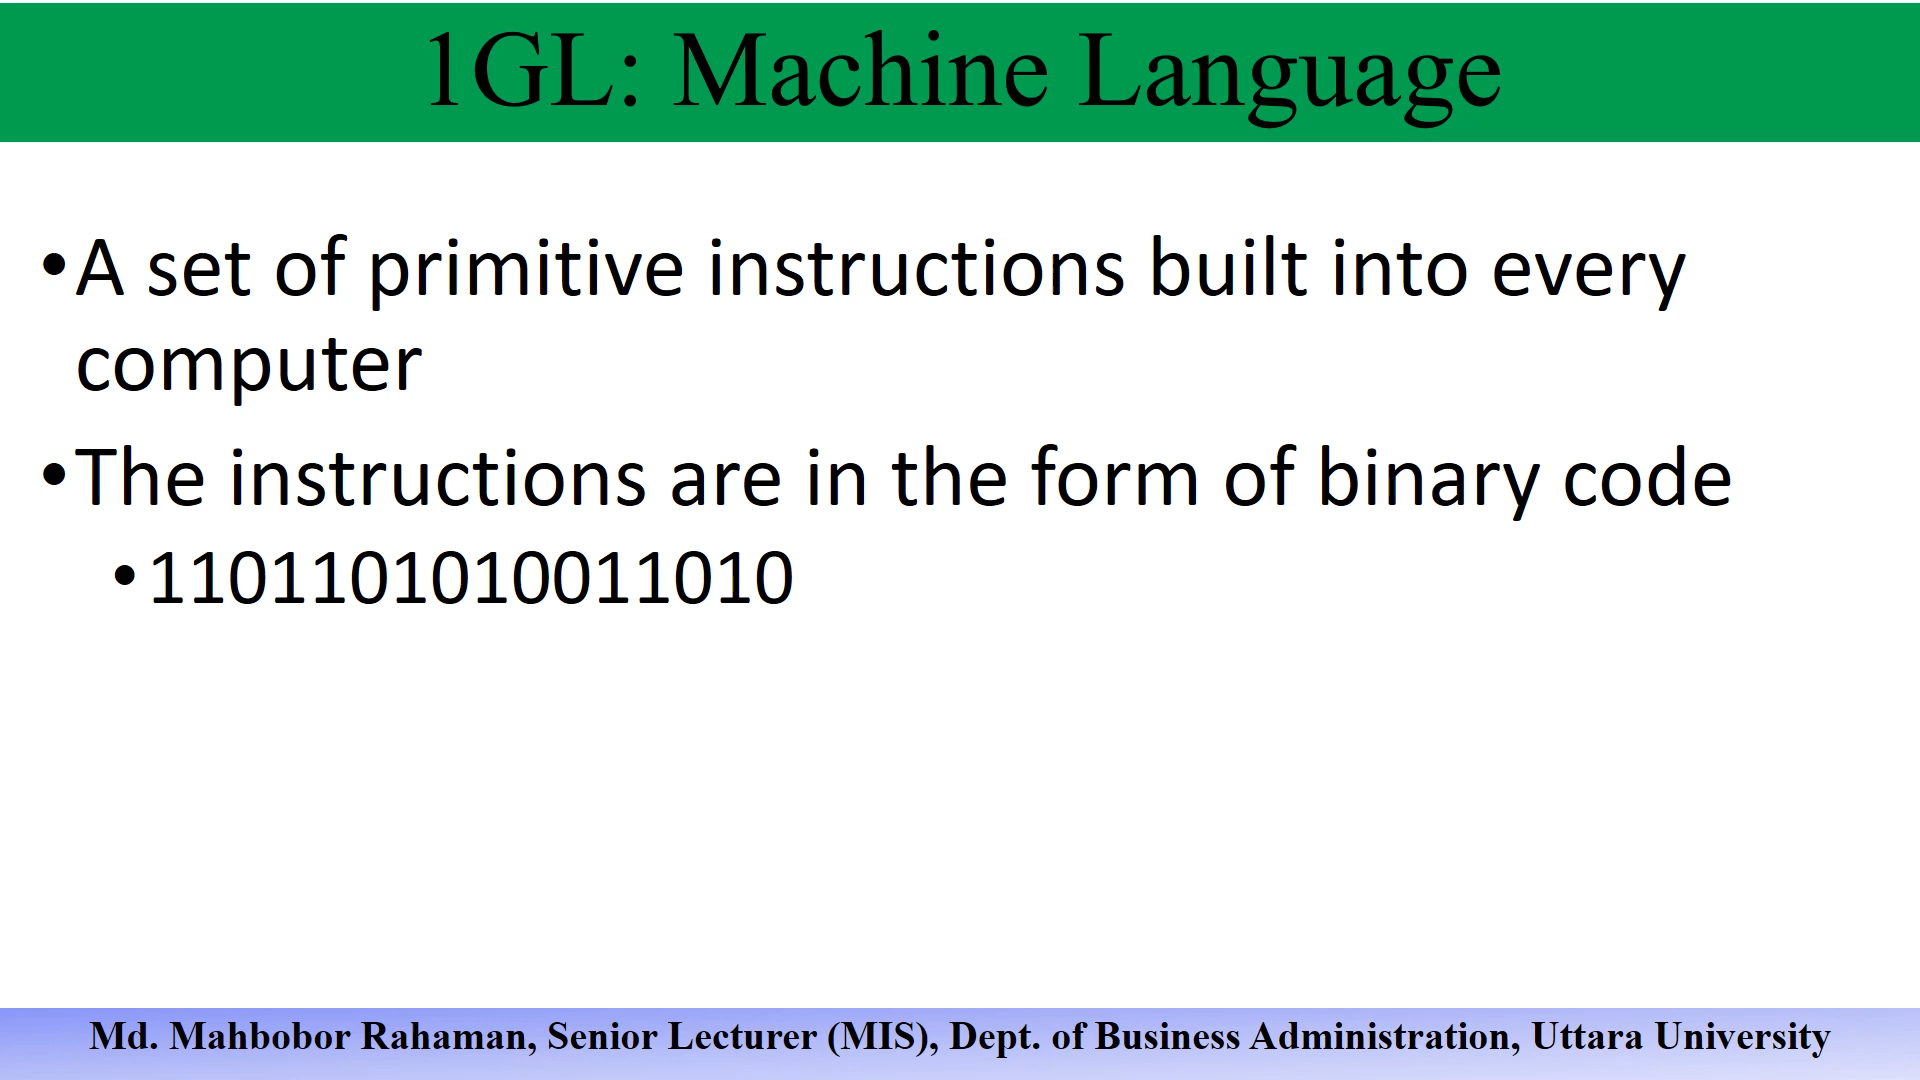 1GL: Machine Language
•A set of primitive instructions built into every
computer
•The instructions are in the form of binary code
•1101101010011010
Md. Mahbobor Rahaman, Senior Lecturer (MIS), Dept. of Business Administration, Uttara University